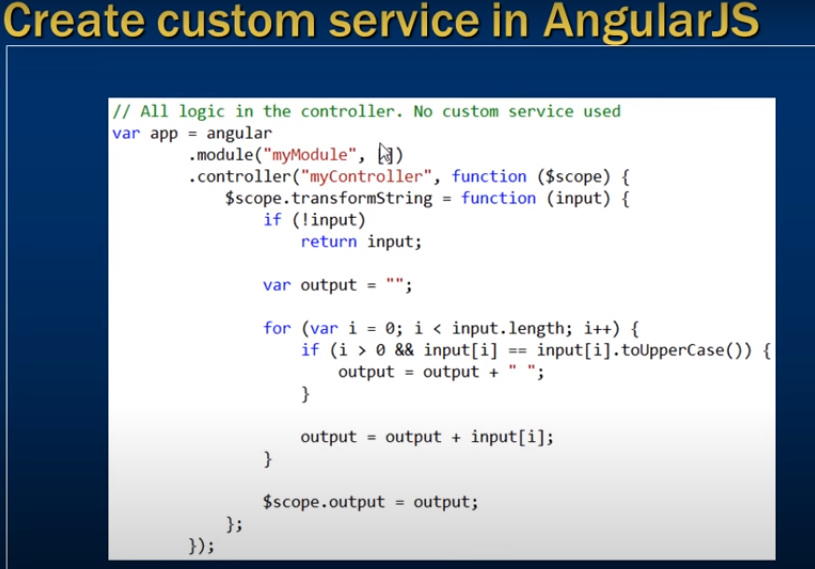 Create custom service in AngularJS
// All logic in the controller. No custom service used
var app = angular
.module("myModule", [])
.controller("myController", function ($scope) {
$scope.transformString = function (input) {
if (!input)
return input;
var output = "";
for (var i = 0; i < input.length; i++) {
if (i > 0 && input[i] == input[i].toUpperCase()) {
output = output + " ";
}
output = output + input[i];
}
$scope.output = output;
};
});